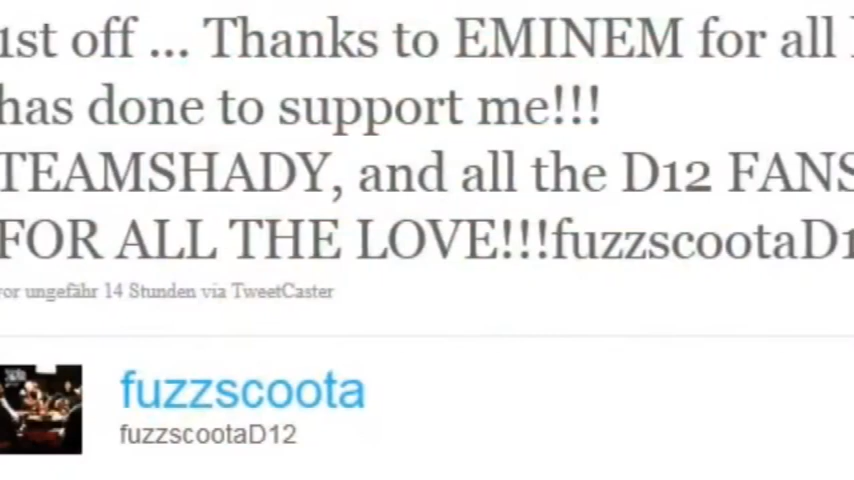 1st off ... Thanks to EMINEM for all
has done to support me!!!
TEAMSHADY, and all the D12 FANS
FOR ALL THE LOVE!!!fuzzscootaD1
vor ungefähr 14 Stunden via TweetCaster
fuzzscoota
fuzzscootaD12